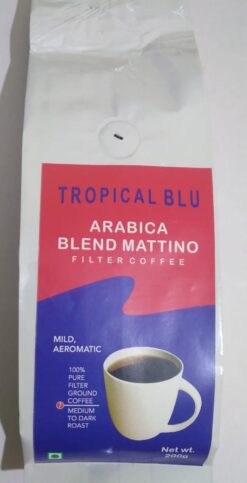 TROPICAL BLU
ARABICA
BLEND MATTINO
FILTER COFFEE
MILD,
AEROMATIC
100%
PURE
FILTER
GROUND
COFFEE
MEDIUM
TO DARK
ROAST
Net wt.
200g